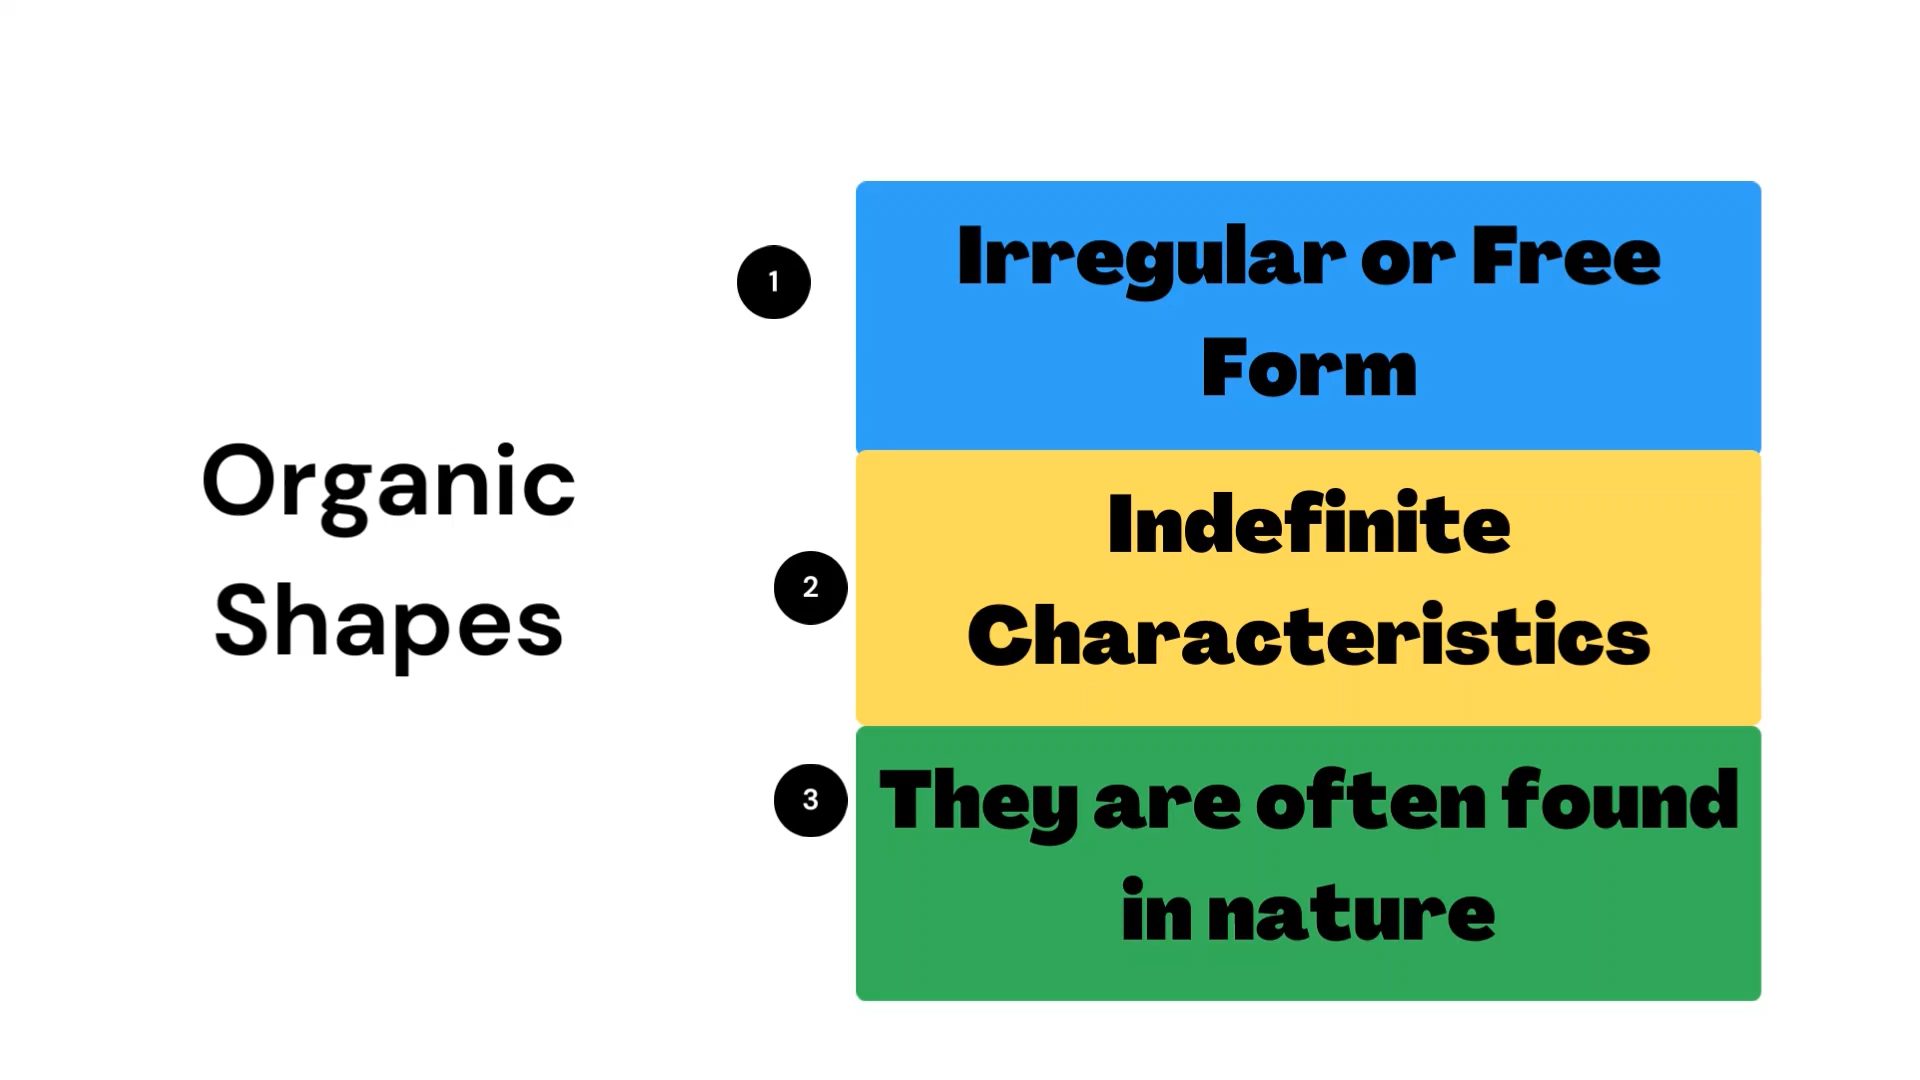 Organic
Shapes
1
Irregular or Free
Form
2
Indefinite
Characteristics
3
They are often found
in nature